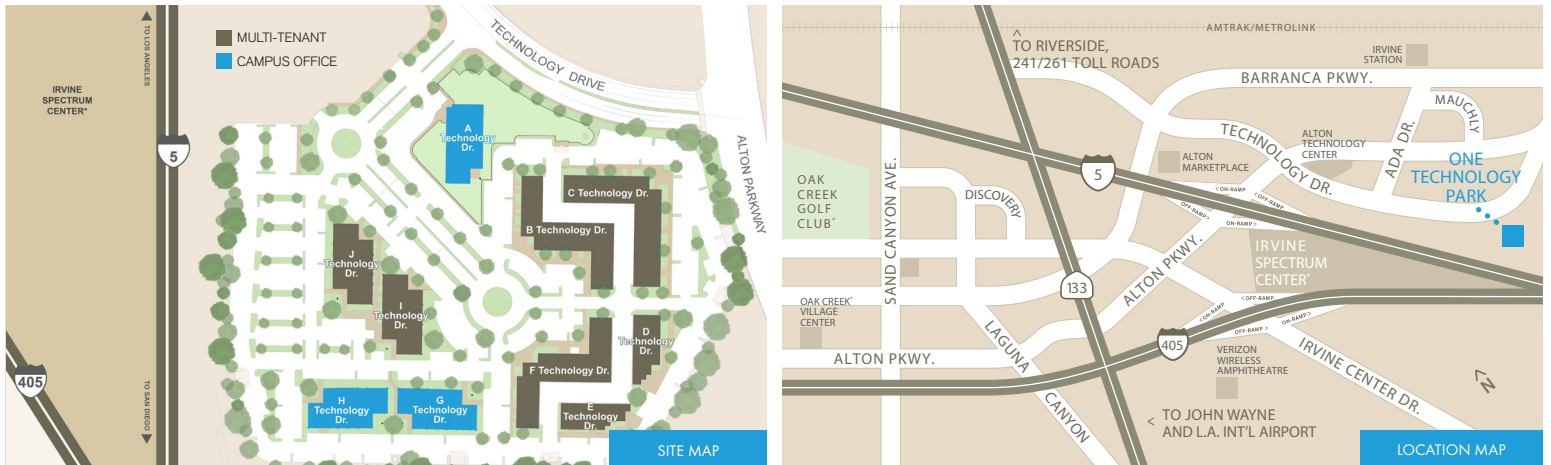 TO LOS ANGELES
IRVINE
SPECTRUM
CENTER®
5
405
TO SAN DIEGO
MULTI-TENANT
CAMPUS OFFICE
TECHNOLOGY DRIVE
ALTON PARKWAY
A
Technology
Dr.
C Technology Dr.
B Technology Dr.
J
Technology
Dr.
I
Technology
Dr.
D
Technology
Dr.
F Technology Dr.
H
Technology
Dr.
G
Technology
Dr.
E
Technology
Dr.
SITE MAP
AMTRAK/METROLINK
^
TO RIVERSIDE,
241/261 TOLL ROADS
IRVINE
STATION
BARRANCA PKWY.
MAUCHLY
TECHNOLOGY DR.
ALTON
TECHNOLOGY
CENTER
ADA DR.
ALTON
MARKETPLACE
ONE
TECHNOLOGY
PARK
5
<ON-RAMP
OFF-RAMP>
<OFF-RAMP
ON-RAMP>
OAK
CREEK
GOLF
CLUB®
SAND CANYON AVE.
DISCOVERY
IRVINE
SPECTRUM
CENTER®
ALTON PKWY.
133
OAK CREEK®
VILLAGE
CENTER
<OFF-RAMP
<ON-RAMP
OFF-RAMP>
ON-RAMP>
405
ALTON PKWY.
LAGUNA CANYON
VERIZON
WIRELESS
AMPHITHEATRE
IRVINE CENTER DR.
< N
< TO JOHN WAYNE
AND L.A. INT'L AIRPORT
LOCATION MAP